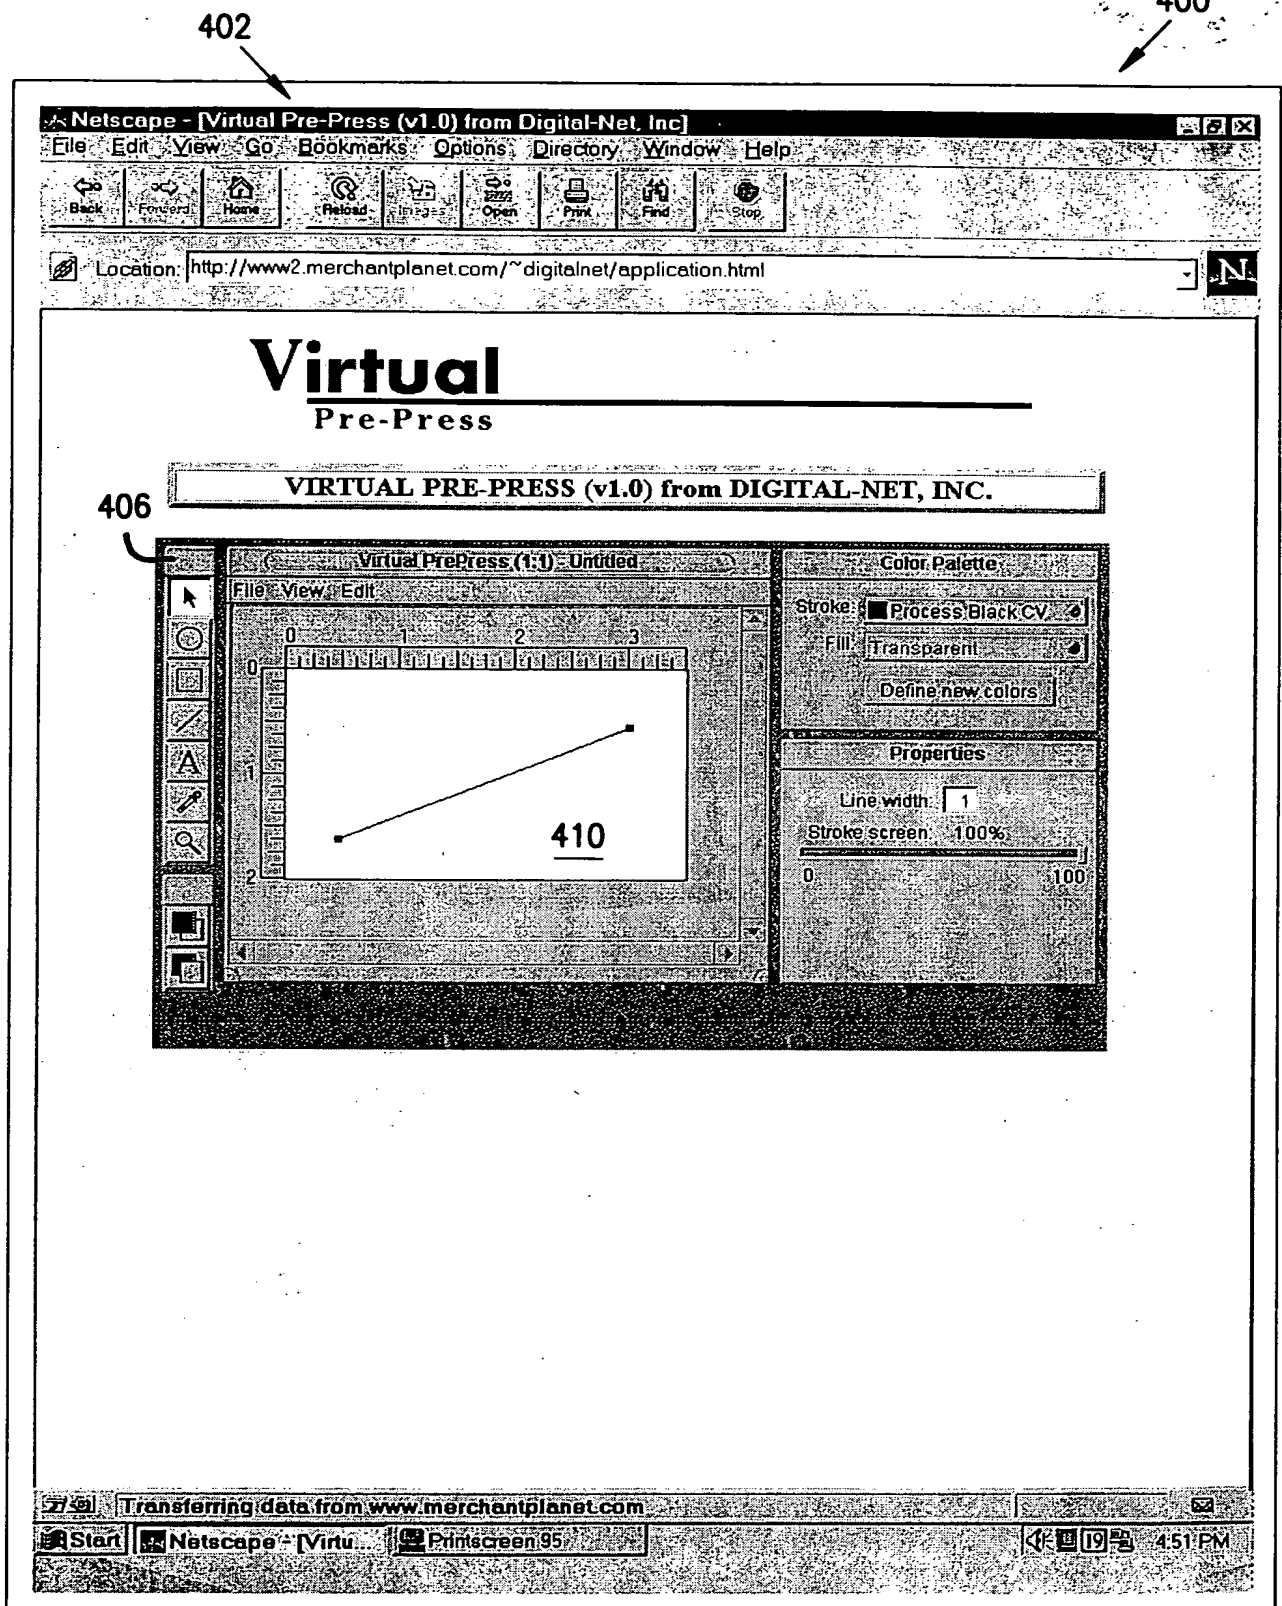 402
400
Netscape - [Virtual Pre-Press (v1.0) from Digital-Net, Inc]
File Edit View Go Bookmarks Options Directory Window Help
Back Forward Home Reload Images Open Print Find Stop
Location: http://www2.merchantplanet.com/~digitalnet/application.html
N
Virtual
Pre-Press
VIRTUAL PRE-PRESS (v1.0) from DIGITAL-NET, INC.
406
Virtual PrePress (1:1) - Untitled
File View Edit
0 1 2 3
0
1
2
A
410
Color Palette
Stroke: Process Black CV
Fill: Transparent
Define new colors
Properties
Line width: 1
Stroke screen: 100%
0 100
Transferring data from www.merchantplanet.com
Start Netscape - [Virtu... Printscreen 95 19 4:51 PM